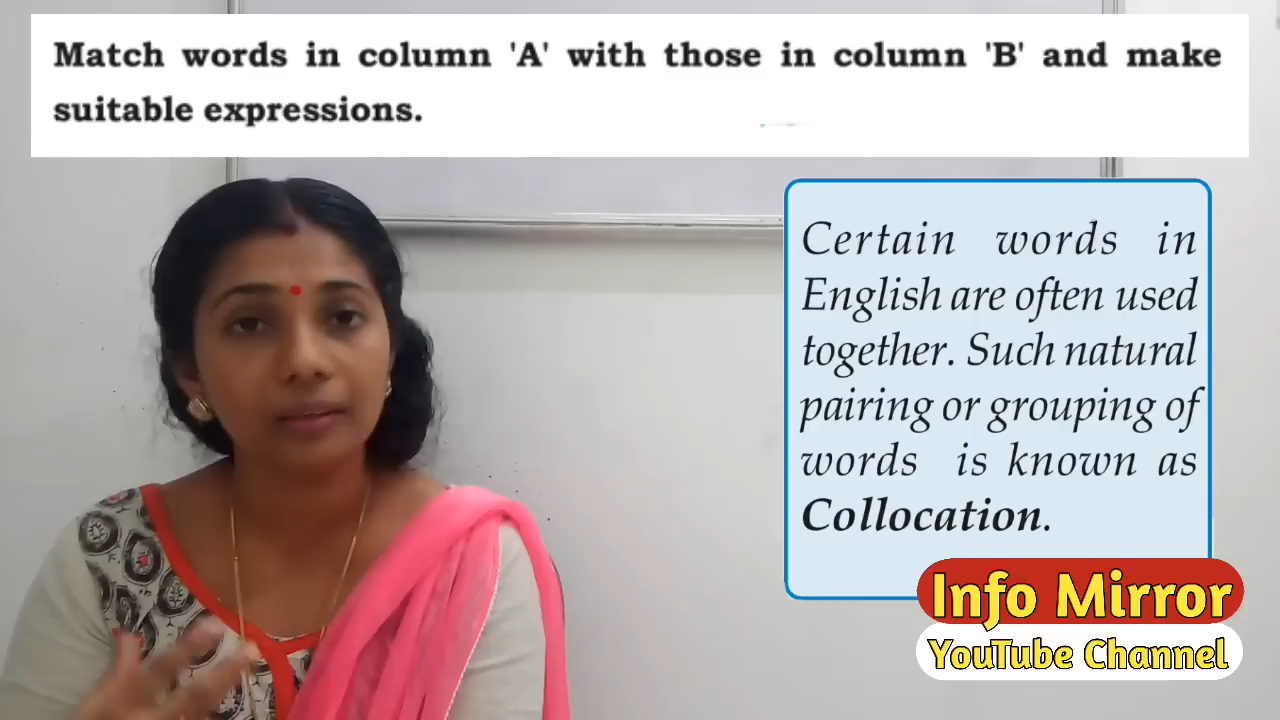 Match words in column 'A' with those in column 'B' and make
suitable expressions.
Certain words in
English are often used
together. Such natural
pairing or grouping of
words is known as
Collocation.
Info Mirror
YouTube Channel